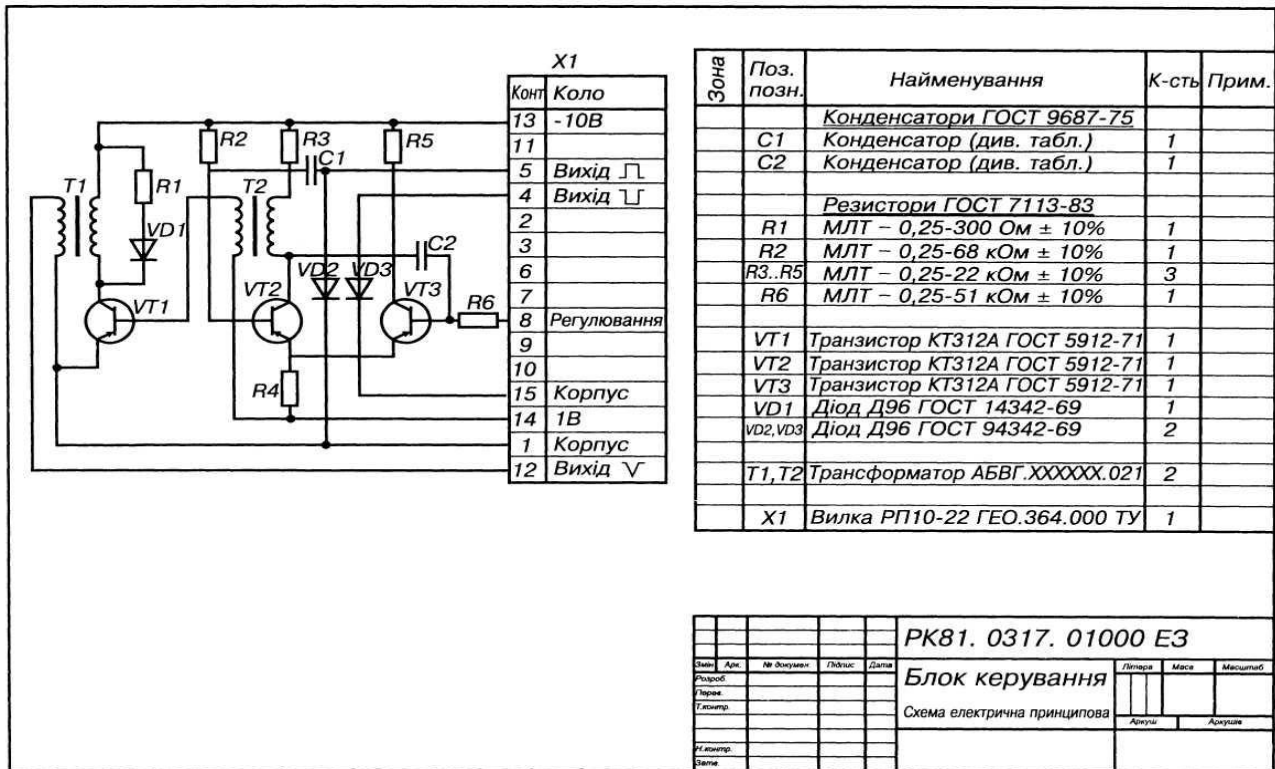 X1
Конт Коло
13 -10В
11
5 Вихід
4 Вихід
2
3
6
7
8 Регулювання
9
10
15 Корпус
14 1В
1 Корпус
12 Вихід
R2
R3
C1
R5
T1
R1
T2
VD1
C2
VD2
VD3
VT1
VT2
VT3
R6
R4
Зона Поз. позн. Найменування К-сть Прим.
Конденсатори ГОСТ 9687-75
C1 Конденсатор (див. табл.) 1
C2 Конденсатор (див. табл.) 1
Резистори ГОСТ 7113-83
R1 МЛТ – 0,25-300 Ом ± 10% 1
R2 МЛТ – 0,25-68 кОм ± 10% 1
R3..R5 МЛТ – 0,25-22 кОм ± 10% 3
R6 МЛТ – 0,25-51 кОм ± 10% 1
VT1 Транзистор КТ312А ГОСТ 5912-71 1
VT2 Транзистор КТ312А ГОСТ 5912-71 1
VT3 Транзистор КТ312А ГОСТ 5912-71 1
VD1 Діод Д96 ГОСТ 14342-69 1
VD2,VD3 Діод Д96 ГОСТ 94342-69 2
T1,T2 Трансформатор АБВГ.ХХХХХХ.021 2
X1 Вилка РП10-22 ГЕО.364.000 ТУ 1
РК81. 0317. 01000 ЕЗ
Змін Арк. № докумен Підпис Дата
Розроб.
Перев.
Т.контр.
Н.контр.
Затв.
Блок керування
Схема електрична принципова
Літера Маса Масштаб
Аркуш Аркушів